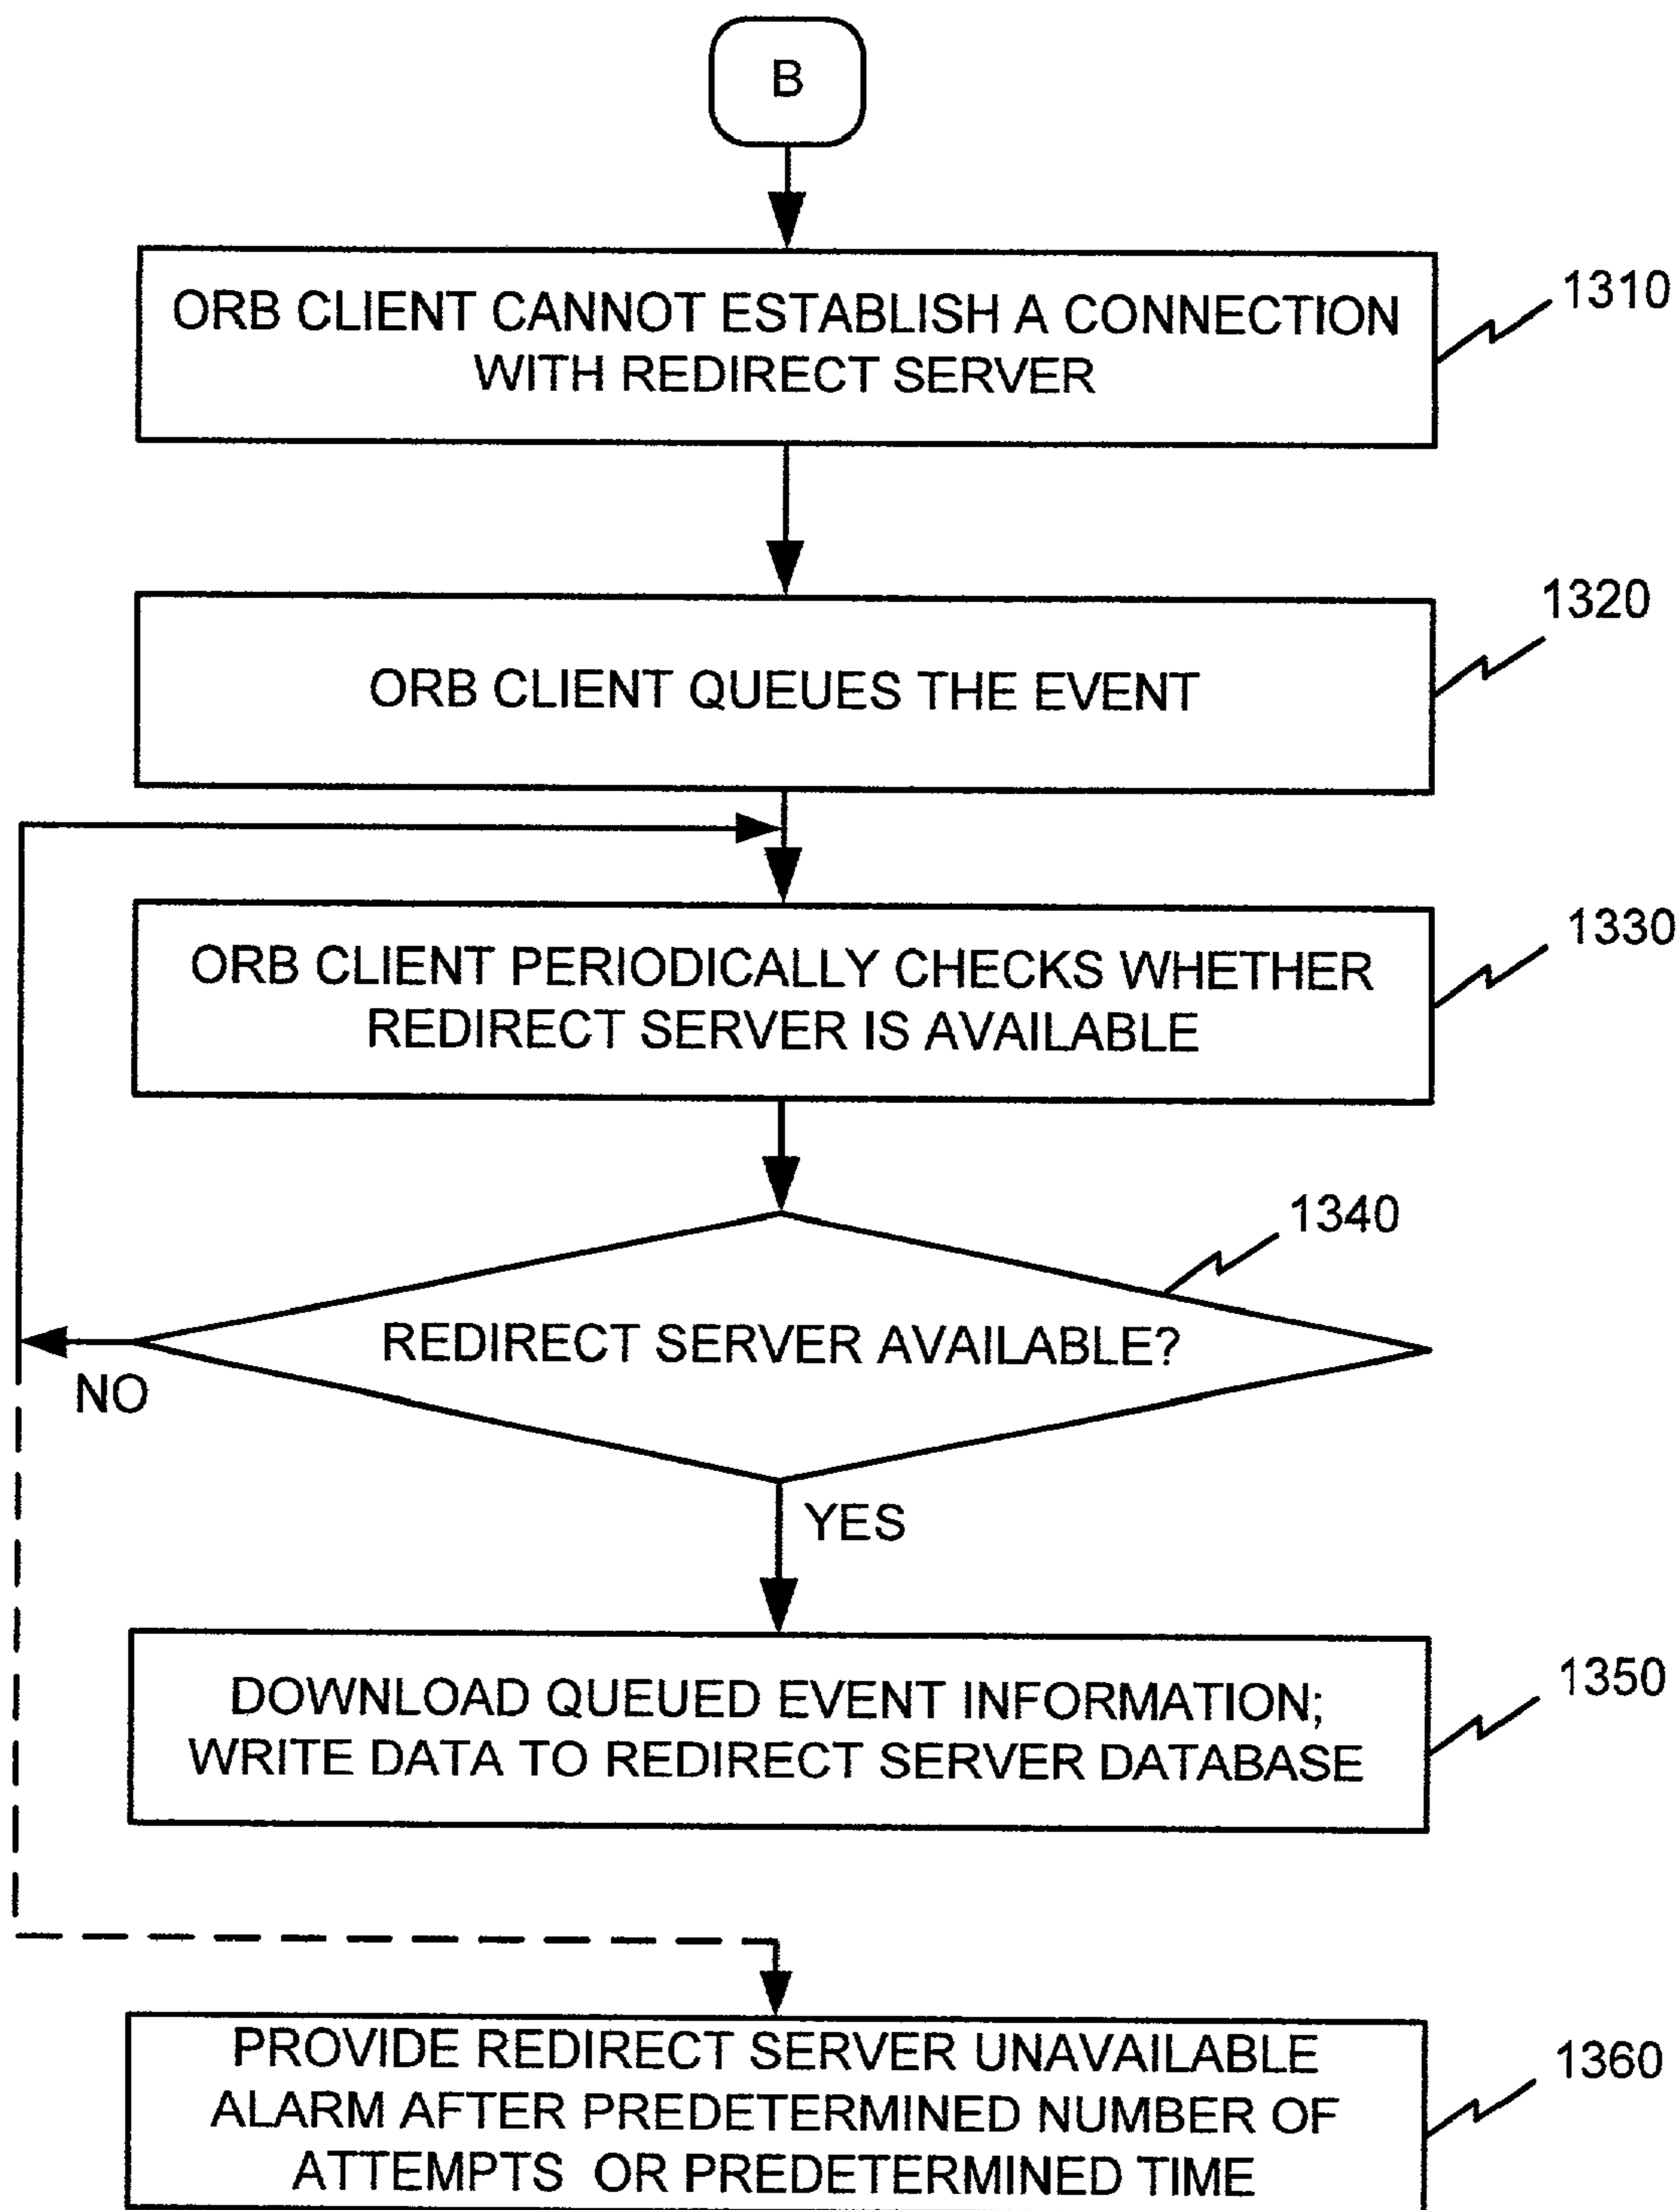 B
ORB CLIENT CANNOT ESTABLISH A CONNECTION
WITH REDIRECT SERVER
1310
ORB CLIENT QUEUES THE EVENT
1320
ORB CLIENT PERIODICALLY CHECKS WHETHER
REDIRECT SERVER IS AVAILABLE
1330
1340
REDIRECT SERVER AVAILABLE?
NO
YES
DOWNLOAD QUEUED EVENT INFORMATION;
WRITE DATA TO REDIRECT SERVER DATABASE
1350
PROVIDE REDIRECT SERVER UNAVAILABLE
ALARM AFTER PREDETERMINED NUMBER OF
ATTEMPTS OR PREDETERMINED TIME
1360